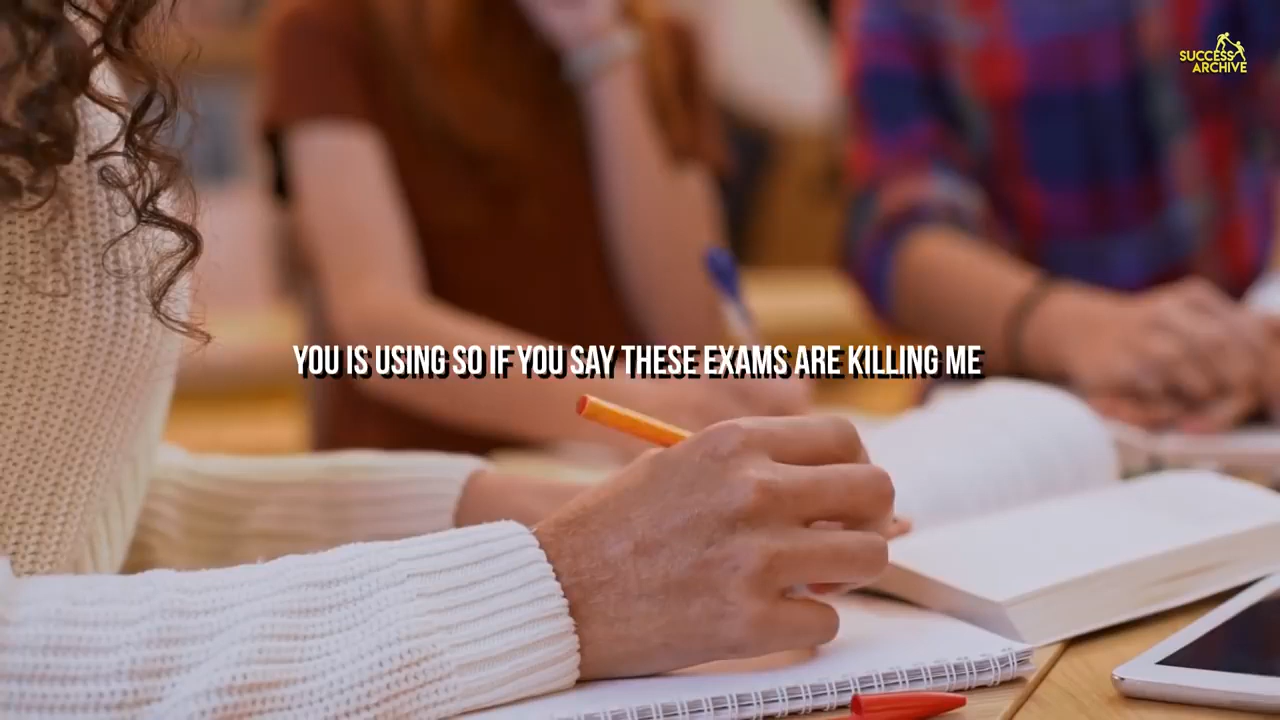 SUCCESS
ARCHIVE
YOU IS USING SO IF YOU SAY THESE EXAMS ARE KILLING ME